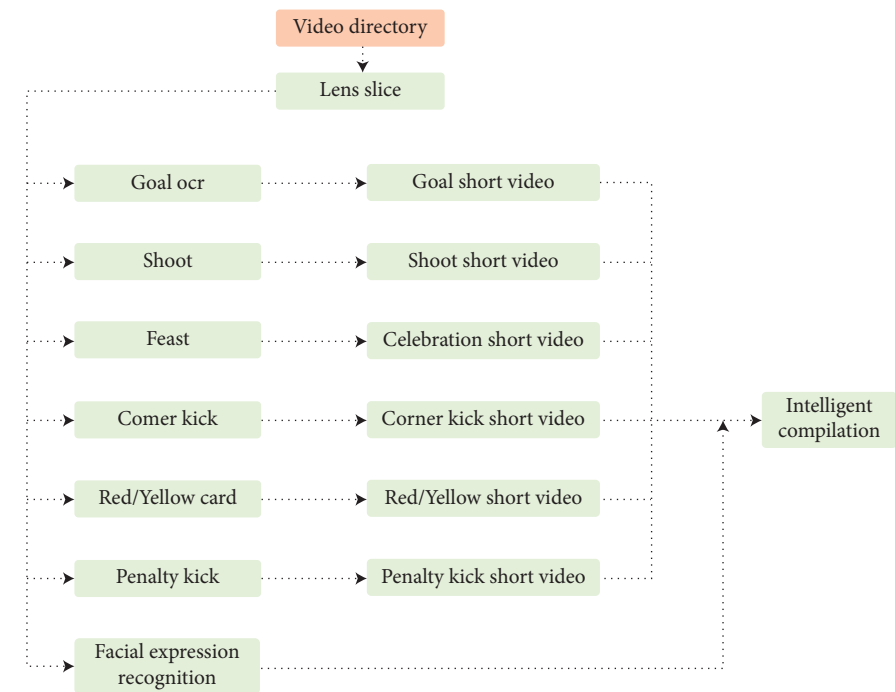 Video directory
Lens slice
Goal ocr
Goal short video
Shoot
Shoot short video
Feast
Celebration short video
Comer kick
Corner kick short video
Intelligent
compilation
Red/Yellow card
Red/Yellow short video
Penalty kick
Penalty kick short video
Facial expression
recognition